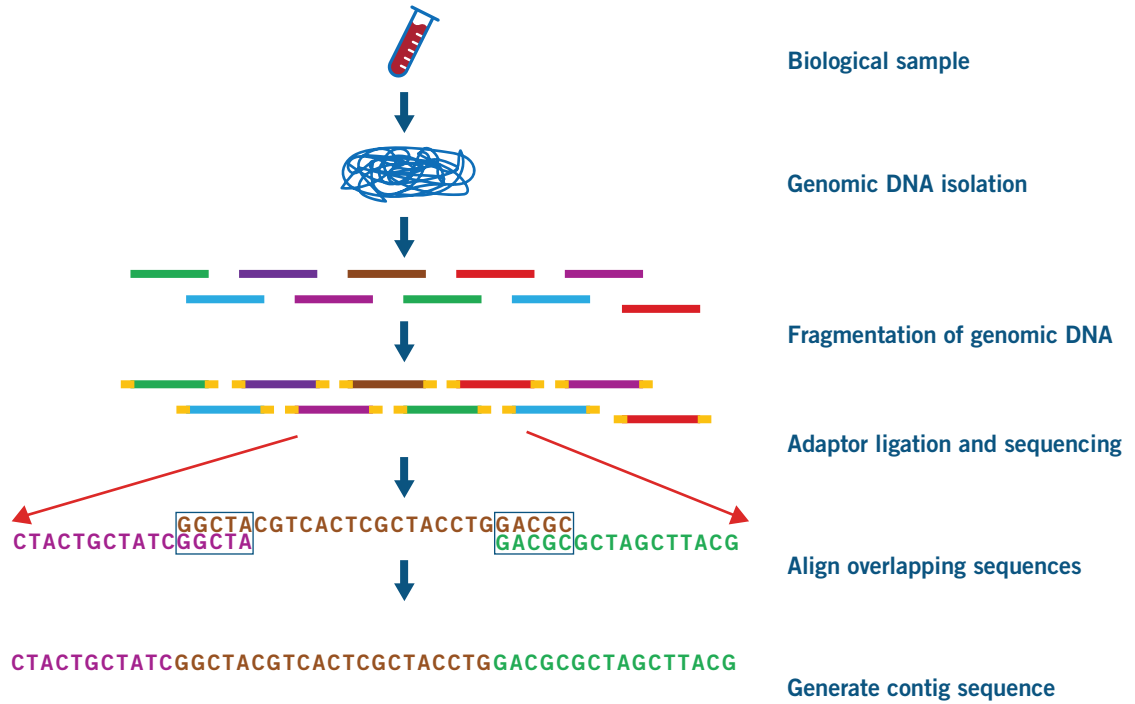 Biological sample
Genomic DNA isolation
Fragmentation of genomic DNA
Adaptor ligation and sequencing
GGCTACGTCACTCGCTACCTGGACGC
CTACTGCTATCGGCTA GACGCGCTAGCTTACG
Align overlapping sequences
CTACTGCTATCGGCTACGTCACTCGCTACCTGGACGCGCTAGCTTACG
Generate contig sequence